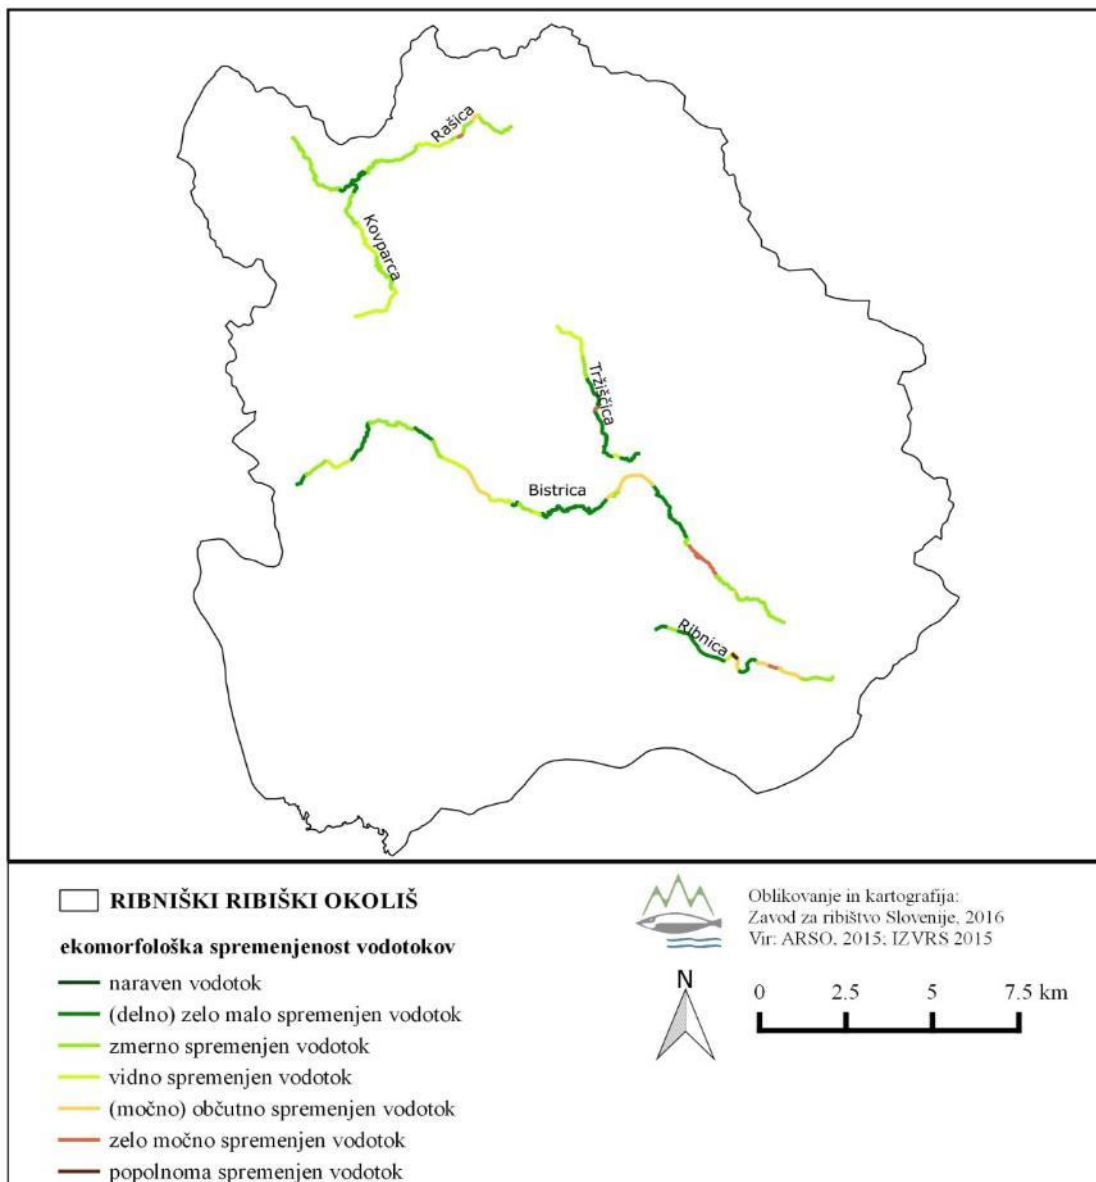 Rašica
Kovparca
Tržiščica
Bistrica
Ribnica
RIBNIŠKI RIBIŠKI OKOLIŠ
ekomorfološka spremenjenost vodotokov
naraven vodotok
(delno) zelo malo spremenjen vodotok
zmerno spremenjen vodotok
vidno spremenjen vodotok
(močno) občutno spremenjen vodotok
zelo močno spremenjen vodotok
popolnoma spremenjen vodotok
Oblikovanje in kartografija:
Zavod za ribištvo Slovenije, 2016
Vir: ARSO, 2015; IZVRS 2015
N
0 2.5 5 7.5 km